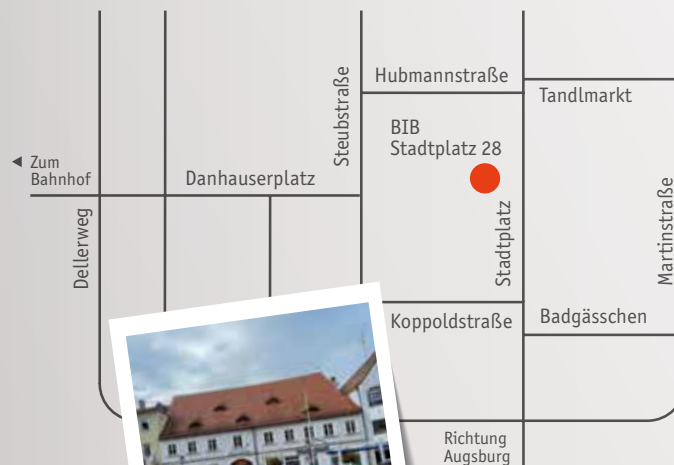 Hubmannstraße
Steubstraße
Tandlmarkt
BIB
Stadtplatz 28
Zum
Bahnhof
Danhauserplatz
Martinstraße
Dellerweg
Stadtplatz
Koppoldstraße
Badgässchen
Richtung
Augsburg